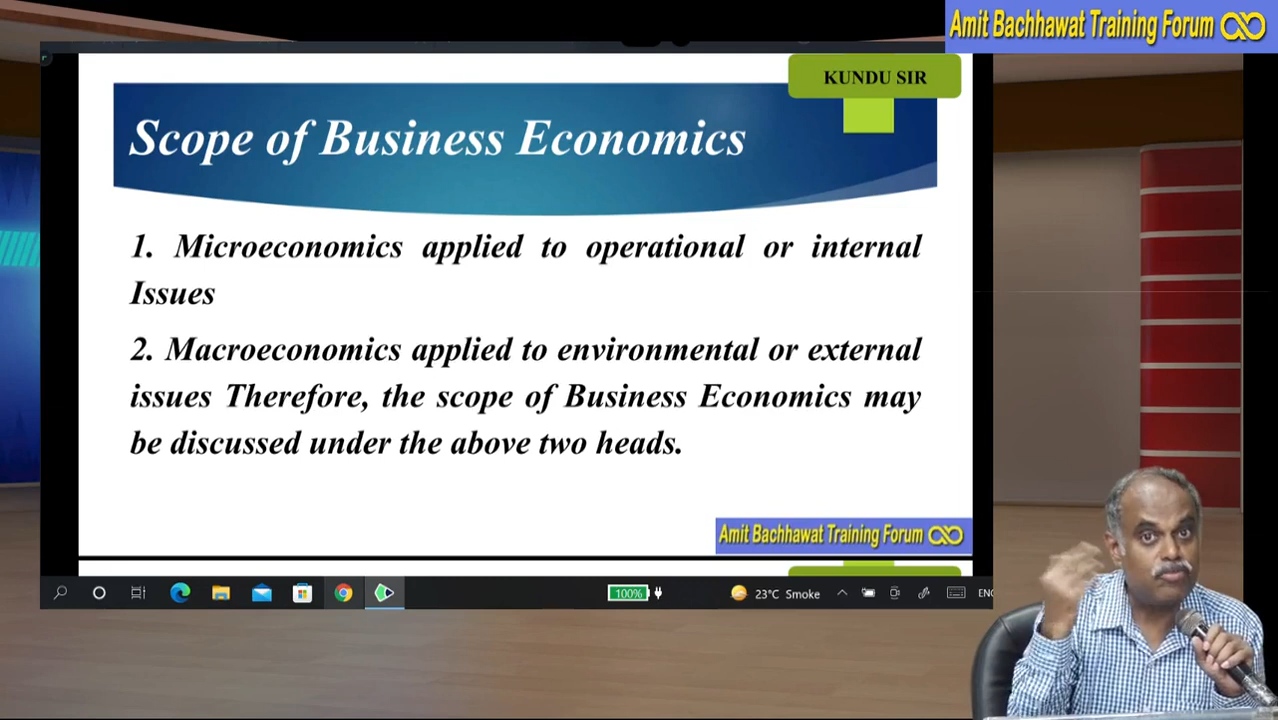 Amit Bachhawat Training Forum
KUNDU SIR
Scope of Business Economics
1. Microeconomics applied to operational or internal
Issues
2. Macroeconomics applied to environmental or external
issues Therefore, the scope of Business Economics may
be discussed under the above two heads.
Amit Bachhawat Training Forum
100%
23°C Smoke
ENG